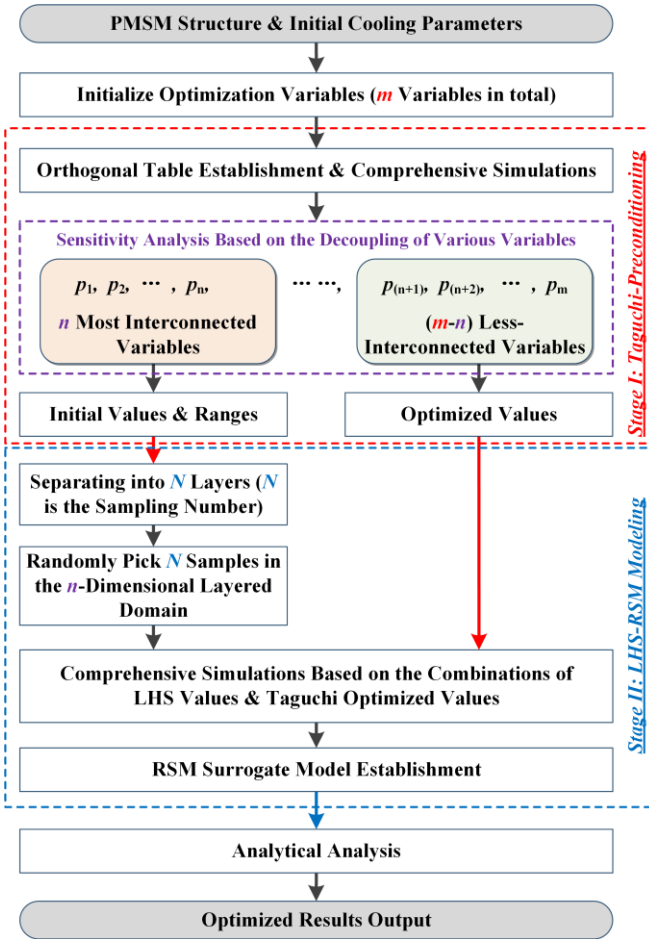 PMSM Structure & Initial Cooling Parameters
Initialize Optimization Variables (m Variables in total)
Orthogonal Table Establishment & Comprehensive Simulations
Sensitivity Analysis Based on the Decoupling of Various Variables
p1, p2, ··· , pn,
n Most Interconnected
Variables
··· ···,
p(n+1), p(n+2), ··· , pm
(m-n) Less-
Interconnected Variables
Initial Values & Ranges
Optimized Values
Stage I: Taguchi-Preconditioning
Separating into N Layers (N
is the Sampling Number)
Randomly Pick N Samples in
the n-Dimensional Layered
Domain
Comprehensive Simulations Based on the Combinations of
LHS Values & Taguchi Optimized Values
RSM Surrogate Model Establishment
Stage II: LHS-RSM Modeling
Analytical Analysis
Optimized Results Output